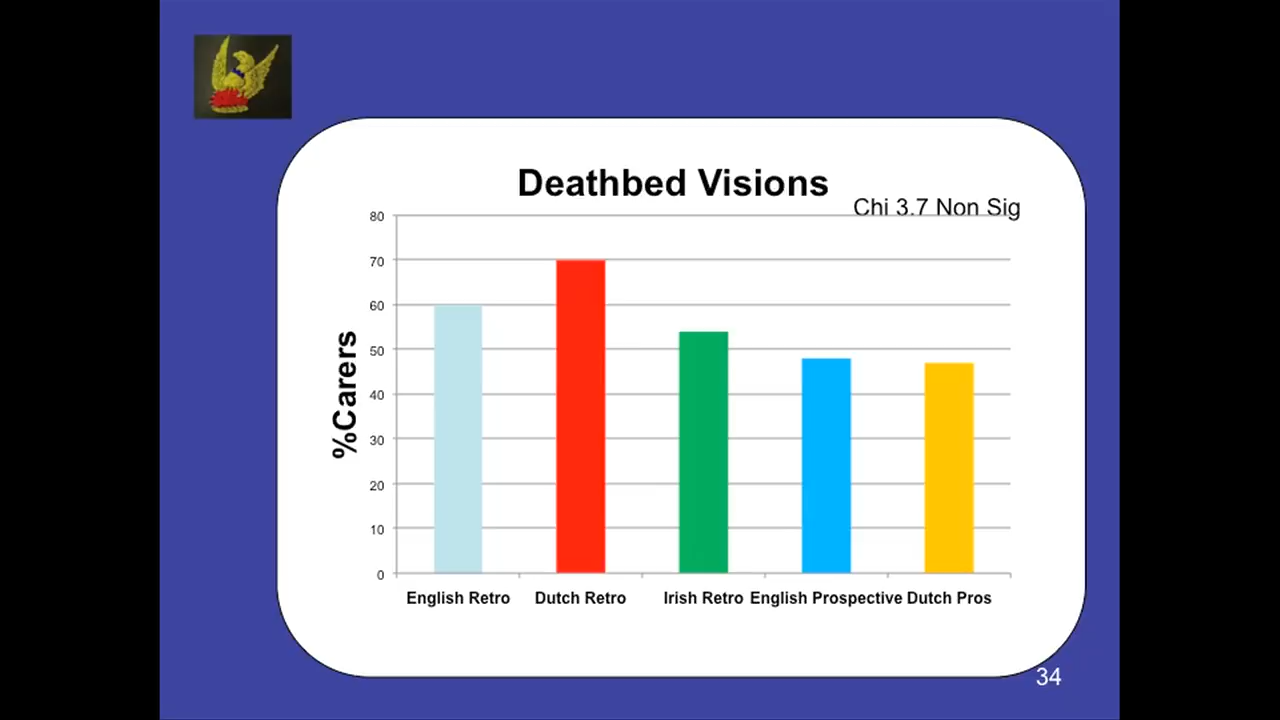 Deathbed Visions
Chi 3.7 Non Sig
80
70
60
50
40
30
20
10
0
%Carers
English Retro
Dutch Retro
Irish Retro
English Prospective
Dutch Pros
34